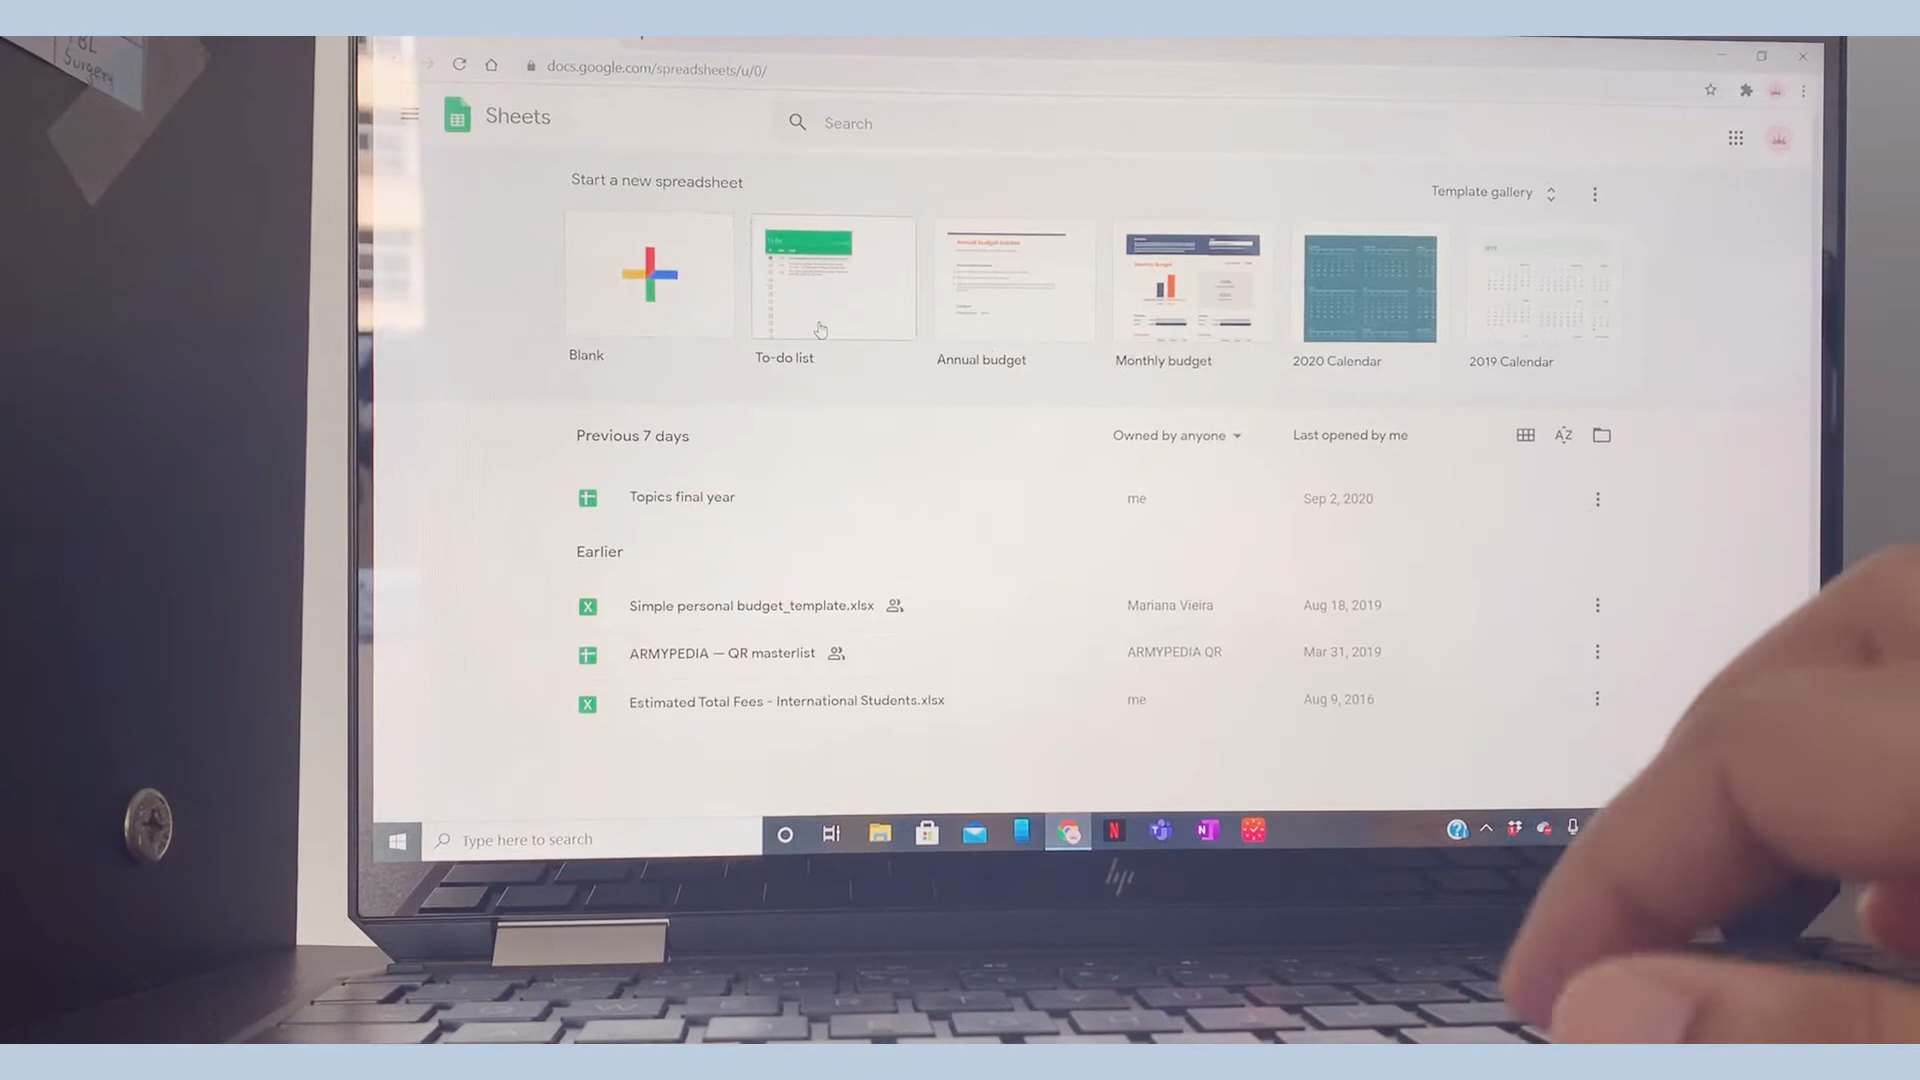 TBL
Surgery
docs.google.com/spreadsheets/u/0/
Sheets
Search
Start a new spreadsheet
Template gallery
Blank
To-do list
Annual budget
Monthly budget
2020 Calendar
2019 Calendar
Previous 7 days
Owned by anyone
Last opened by me
Topics final year
me
Sep 2, 2020
Earlier
Simple personal budget_template.xlsx
Mariana Vieira
Aug 18, 2019
ARMYPEDIA — QR masterlist
ARMYPEDIA QR
Mar 31, 2019
Estimated Total Fees - International Students.xlsx
me
Aug 9, 2016
Type here to search
hp